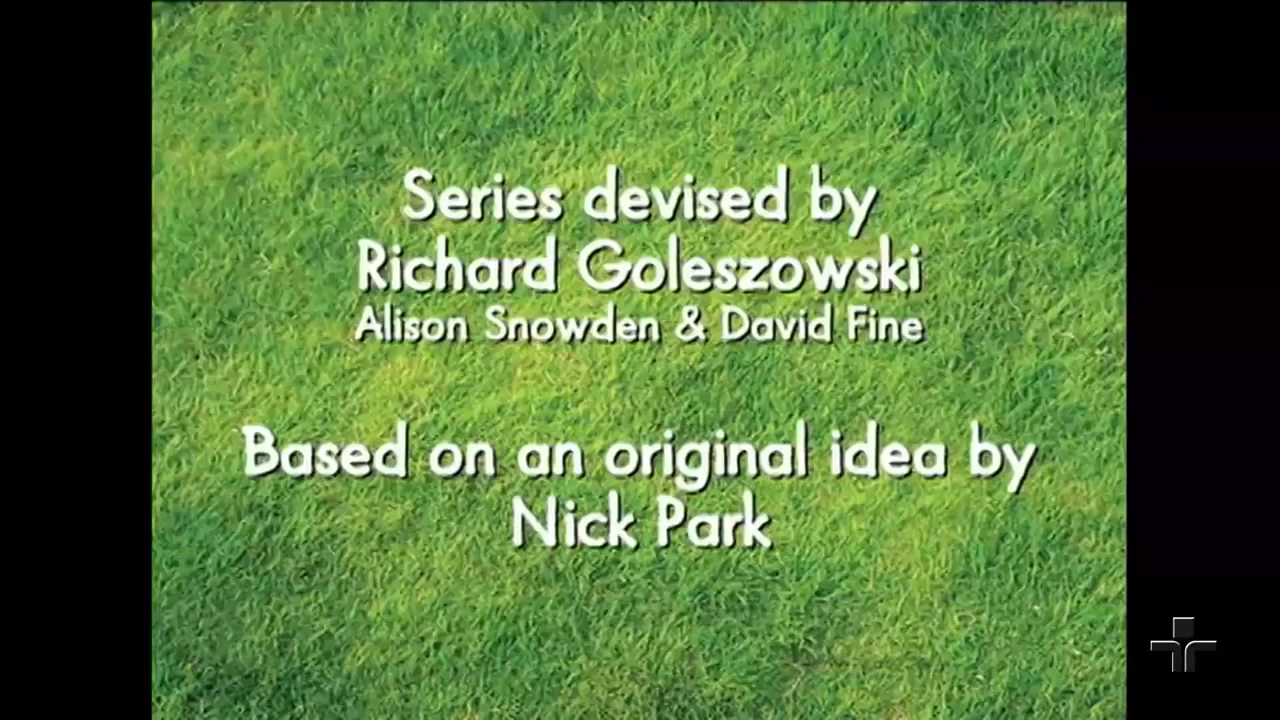 Series devised by
Richard Goleszowski
Alison Snowden & David Fine
Based on an original idea by
Nick Park